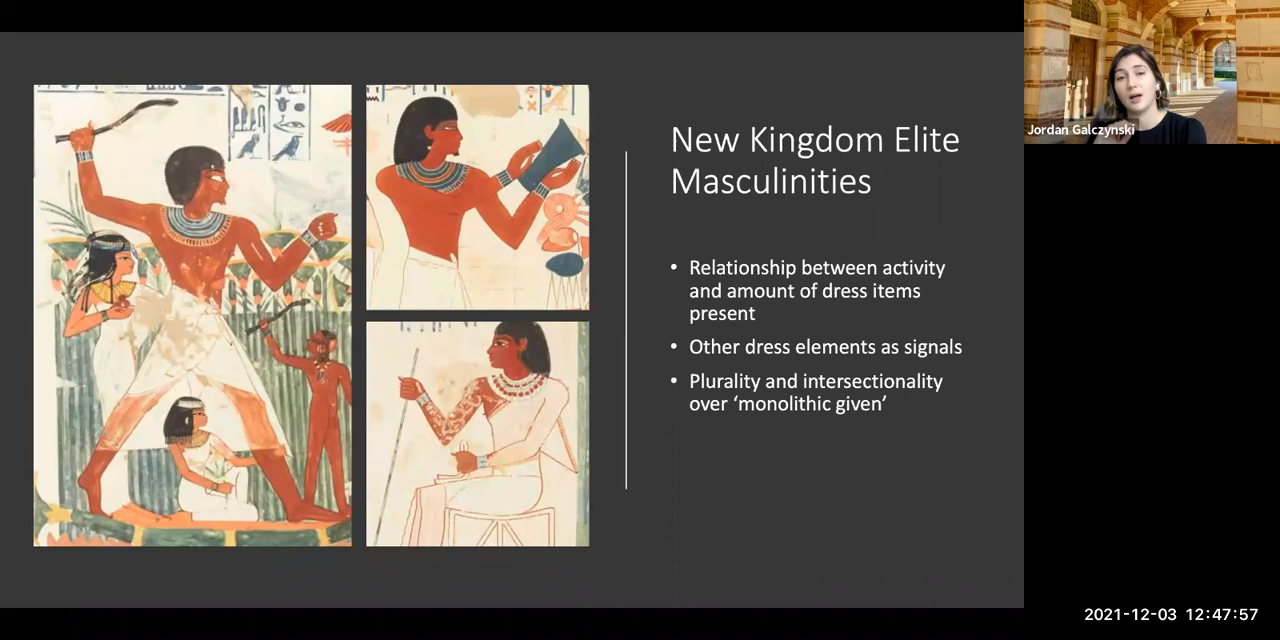 New Kingdom Elite
Masculinities
• Relationship between activity
and amount of dress items
present
• Other dress elements as signals
• Plurality and intersectionality
over ‘monolithic given’
Jordan Galczynski
2021-12-03 12:47:57